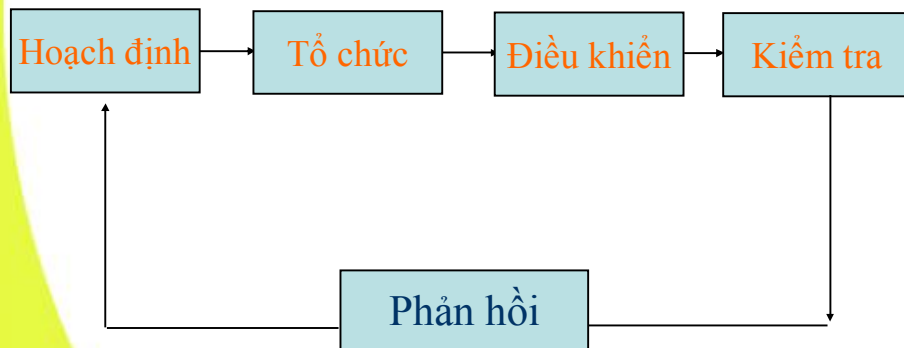 Hoạch định
Tổ chức
Điều khiển
Kiểm tra
Phản hồi